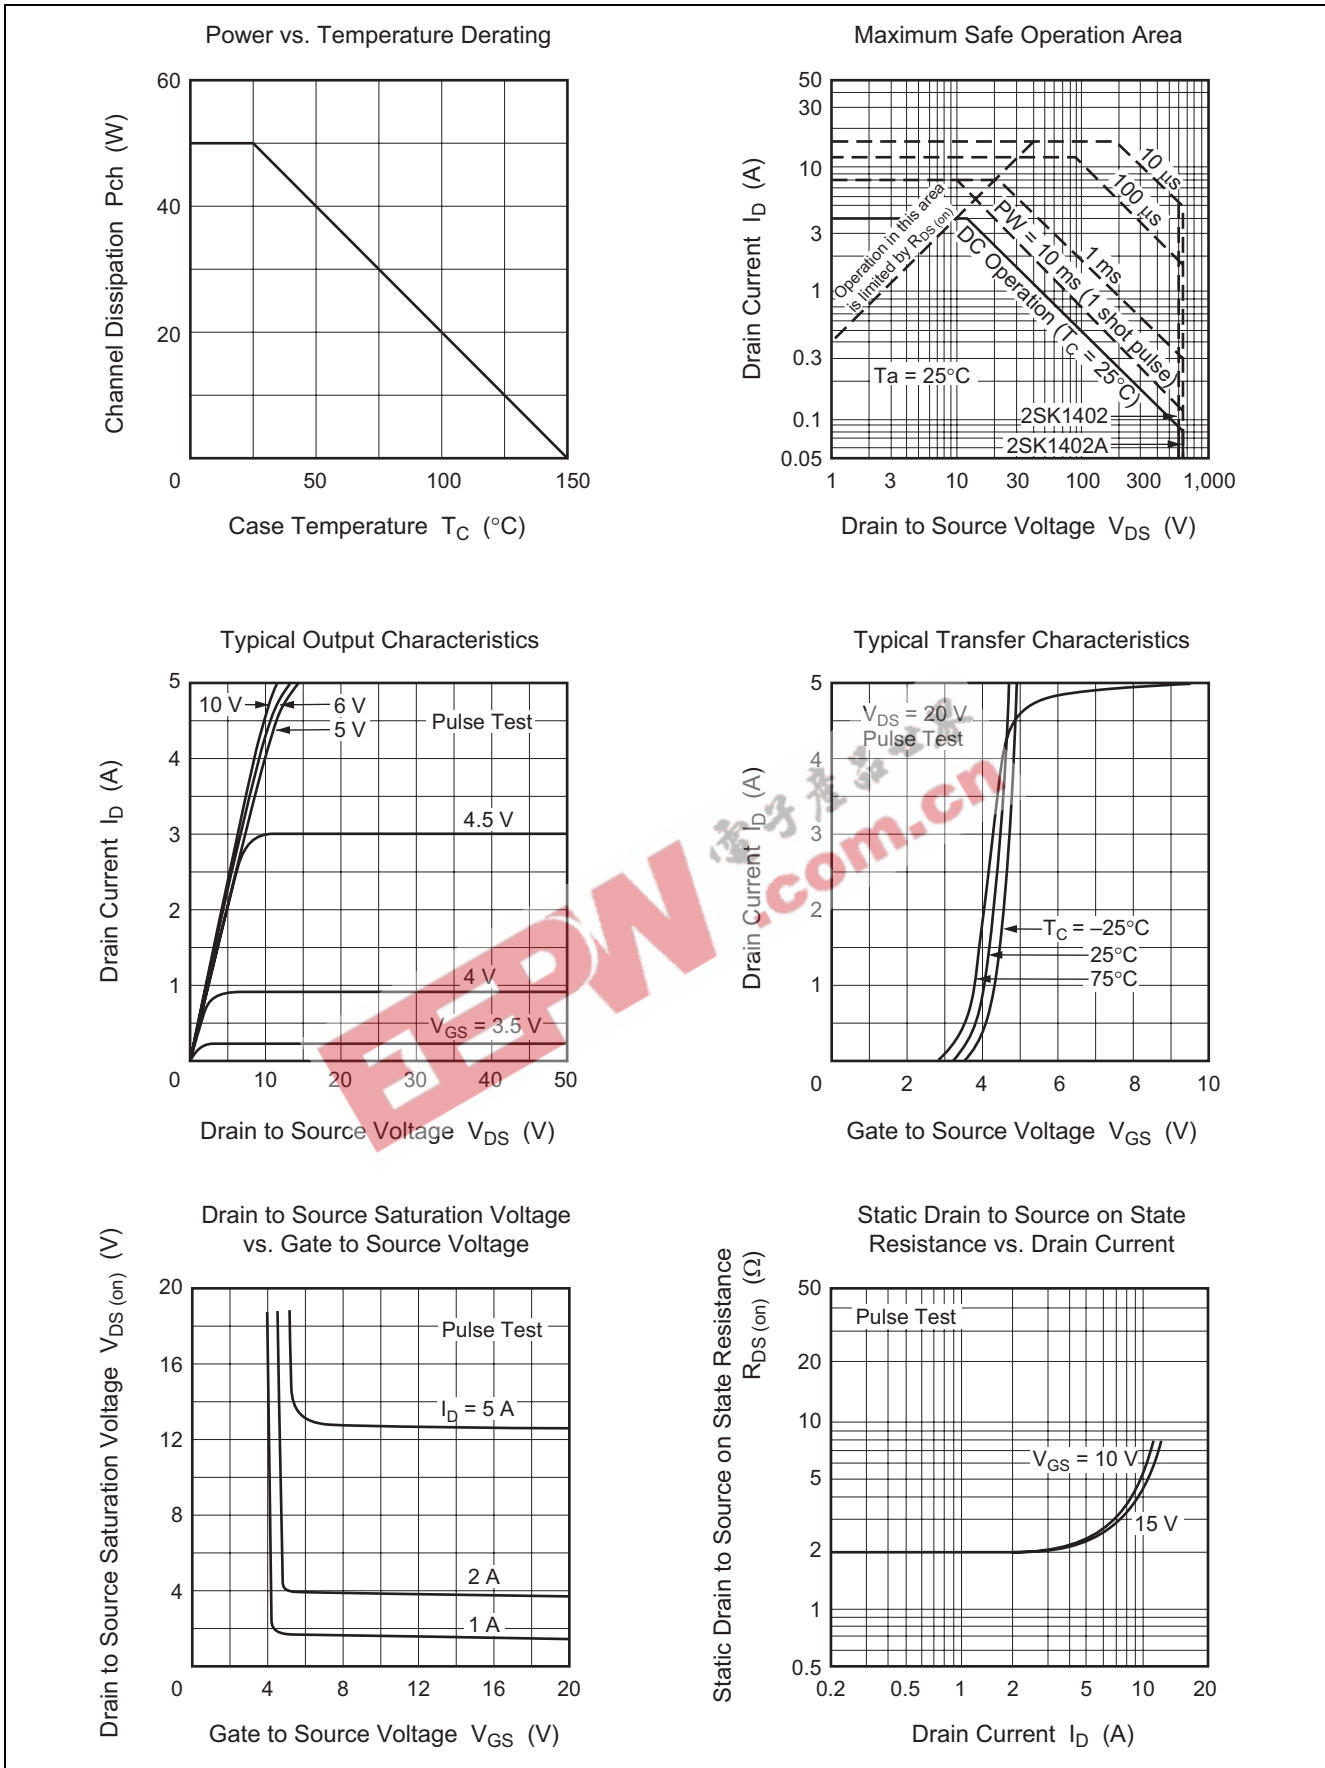 Power vs. Temperature Derating
Channel Dissipation Pch (W)
60
40
20
0
50
100
150
Case Temperature TC (°C)
Maximum Safe Operation Area
Drain Current ID (A)
50
30
10
3
1
0.3
0.1
0.05
10 µs
100 µs
1 ms
PW = 10 ms (1 shot pulse)
DC Operation (TC = 25°C)
Operation in this area
is limited by RDS (on)
Ta = 25°C
2SK1402
2SK1402A
1
3
10
30
100
300
1,000
Drain to Source Voltage VDS (V)
Typical Output Characteristics
Drain Current ID (A)
5
4
3
2
1
0
10 V
6 V
5 V
Pulse Test
4.5 V
4 V
VGS = 3.5 V
10
20
30
40
50
Drain to Source Voltage VDS (V)
Typical Transfer Characteristics
Drain Current ID (A)
5
4
3
2
1
0
VDS = 20 V
Pulse Test
TC = –25°C
25°C
75°C
2
4
6
8
10
Gate to Source Voltage VGS (V)
EEPW
電子產品世界
.com.cn
Drain to Source Saturation Voltage
vs. Gate to Source Voltage
Drain to Source Saturation Voltage VDS (on) (V)
20
16
12
8
4
0
Pulse Test
ID = 5 A
2 A
1 A
4
8
12
16
20
Gate to Source Voltage VGS (V)
Static Drain to Source on State
Resistance vs. Drain Current
Static Drain to Source on State Resistance
RDS (on) (Ω)
50
20
10
5
2
1
0.5
Pulse Test
VGS = 10 V
15 V
0.2
0.5
1
2
5
10
20
Drain Current ID (A)